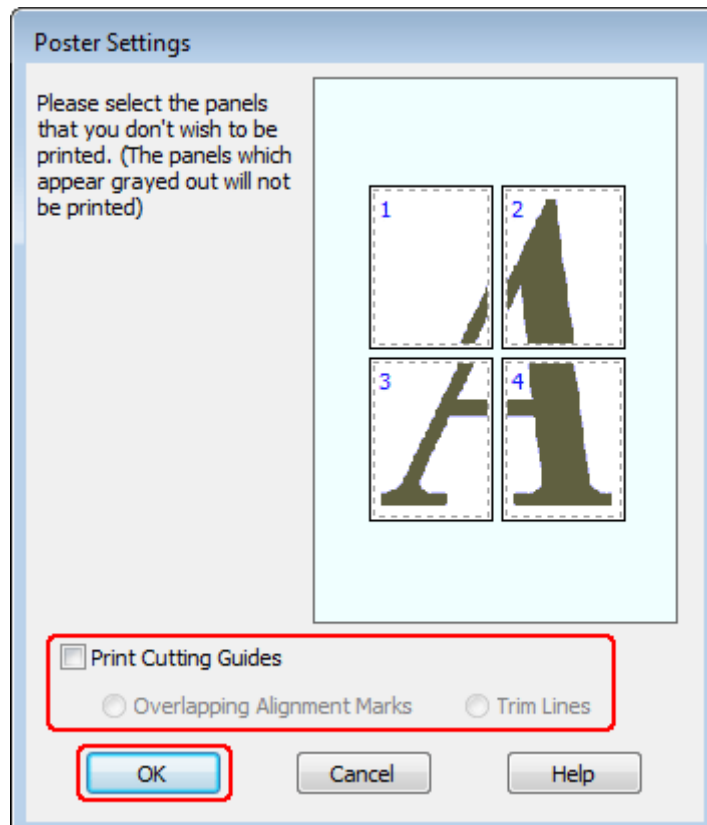 Poster Settings
Please select the panels
that you don't wish to be
printed. (The panels which
appear grayed out will not
be printed)
1 2
3 4
Print Cutting Guides
Overlapping Alignment Marks Trim Lines
OK Cancel Help